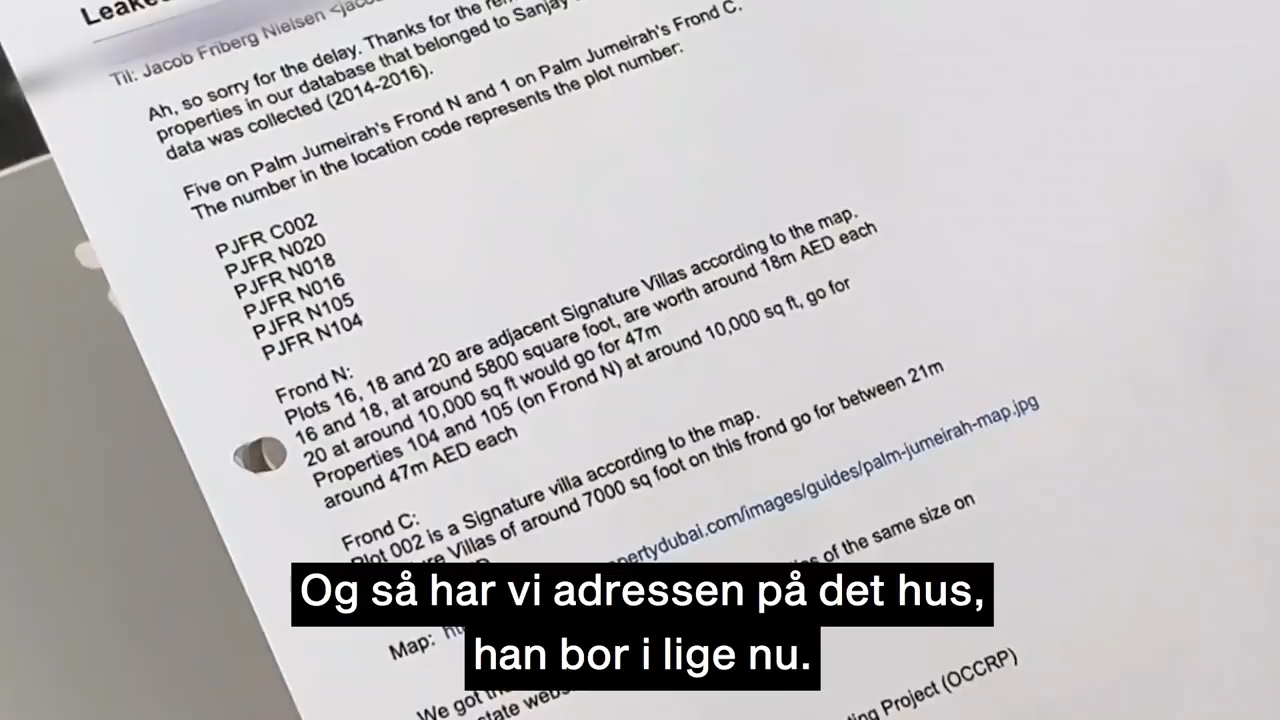 Til: Jacob Friberg Nielsen
Ah, so sorry for the delay. Thanks for the
properties in our database that belonged to Sanjay
data was collected (2014-2016).
Five on Palm Jumeirah's Frond N and 1 on Palm Jumeirah's Frond C.
The number in the location code represents the plot number:
PJFR C002
PJFR N020
PJFR N018
PJFR N016
PJFR N105
PJFR N104
Frond N:
Plots 16, 18 and 20 are adjacent Signature Villas according to the map.
16 and 18, at around 5800 square foot, are worth around 18m AED each
20 at around 10,000 sq ft would go for 47m
Properties 104 and 105 (on Frond N) at around 10,000 sq ft, go for
around 47m AED each
Frond C:
Plot 002 is a Signature villa according to the map.
Villas of around 7000 sq foot on this frond go for between 21m
pertydubai.com/images/guides/palm-jumeirah-map.jpg
of the same size on
Map:
We got
state
Project (OCCRP)
Og så har vi adressen på det hus,
han bor i lige nu.